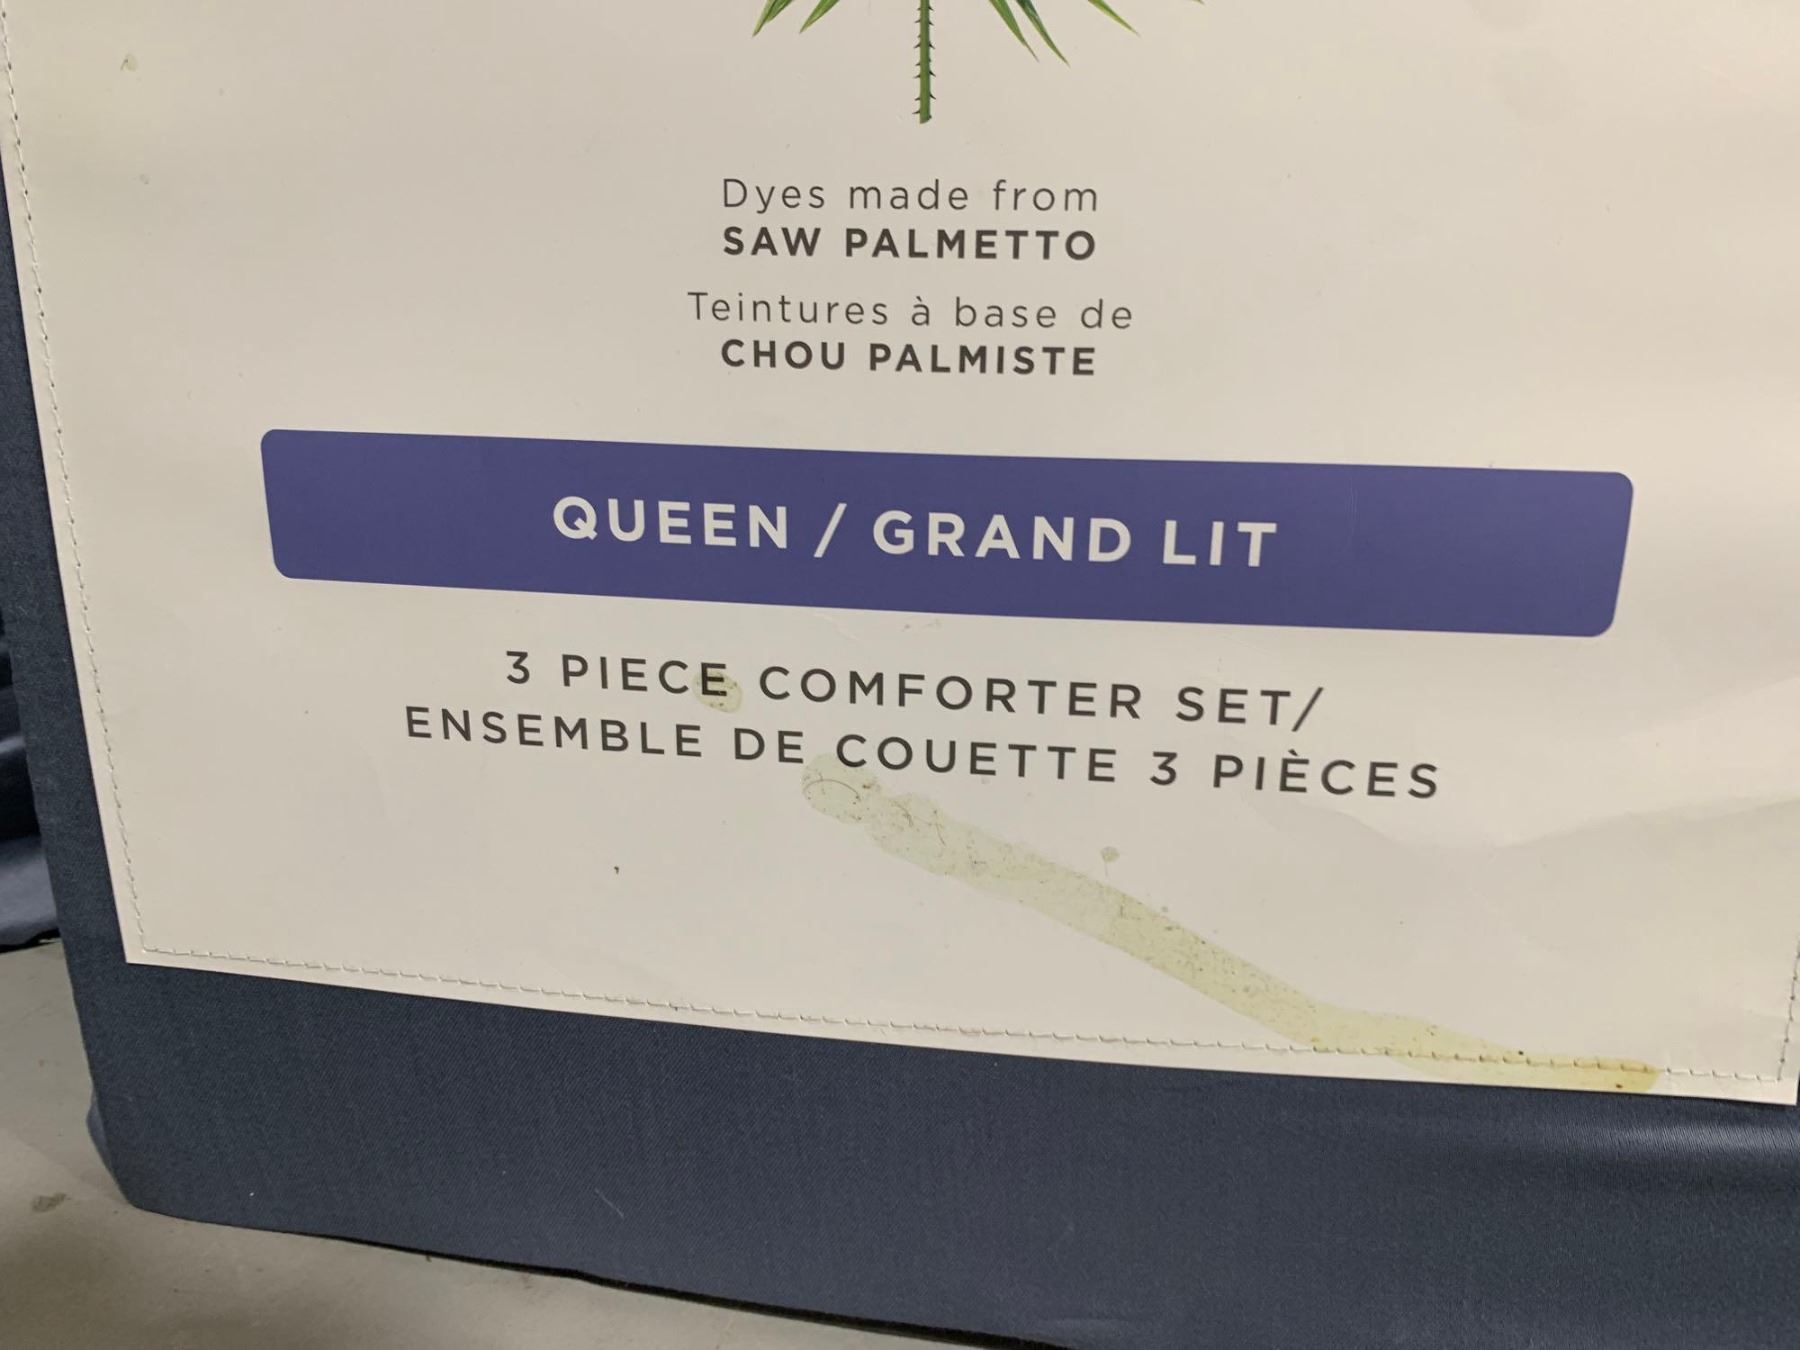 Dyes made from
SAW PALMETTO
Teintures à base de
CHOU PALMISTE
QUEEN / GRAND LIT
3 PIECE COMFORTER SET/
ENSEMBLE DE COUETTE 3 PIÈCES